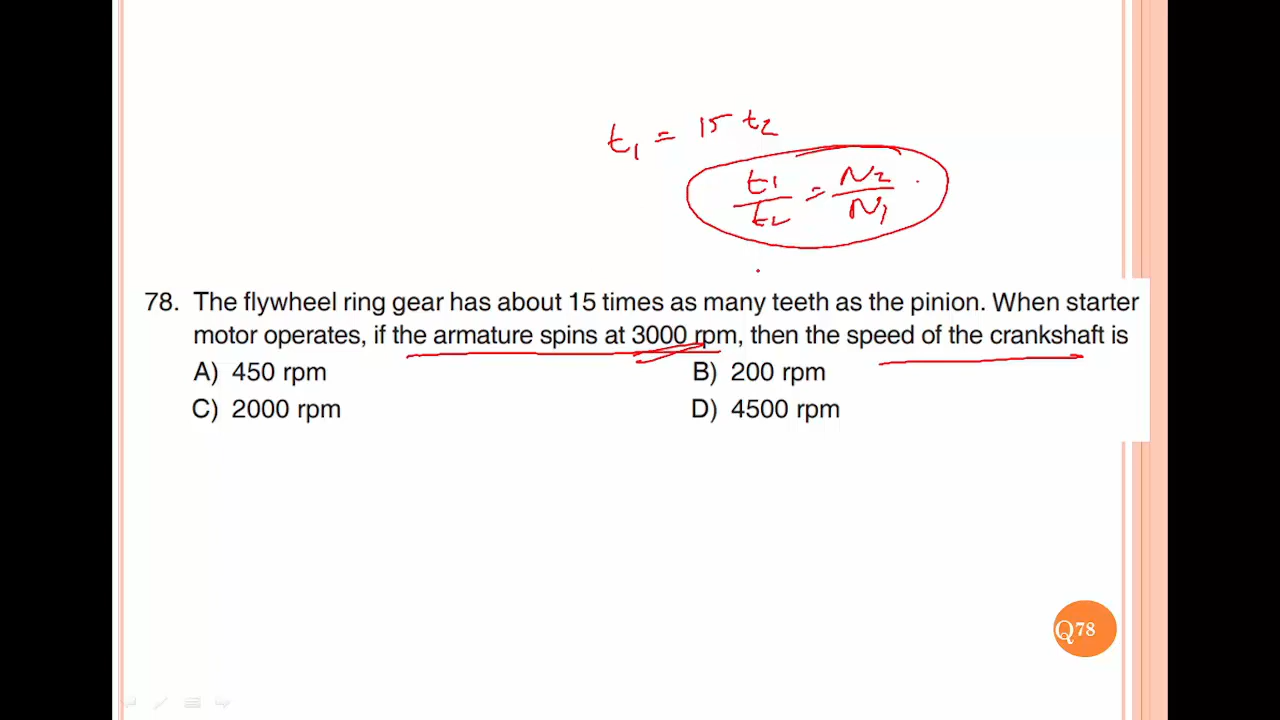 t₁ = 15 t₂
t1/t2 = N2/N1
78. The flywheel ring gear has about 15 times as many teeth as the pinion. When starter
motor operates, if the armature spins at 3000 rpm, then the speed of the crankshaft is
A) 450 rpm B) 200 rpm
C) 2000 rpm D) 4500 rpm
Q78